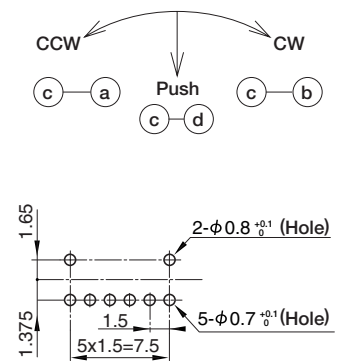 CCW
CW
c a
Push
c b
c d
1.65
2-ϕ0.8 +0.1 0 (Hole)
1.375
1.5
5-ϕ0.7 +0.1 0 (Hole)
5x1.5=7.5